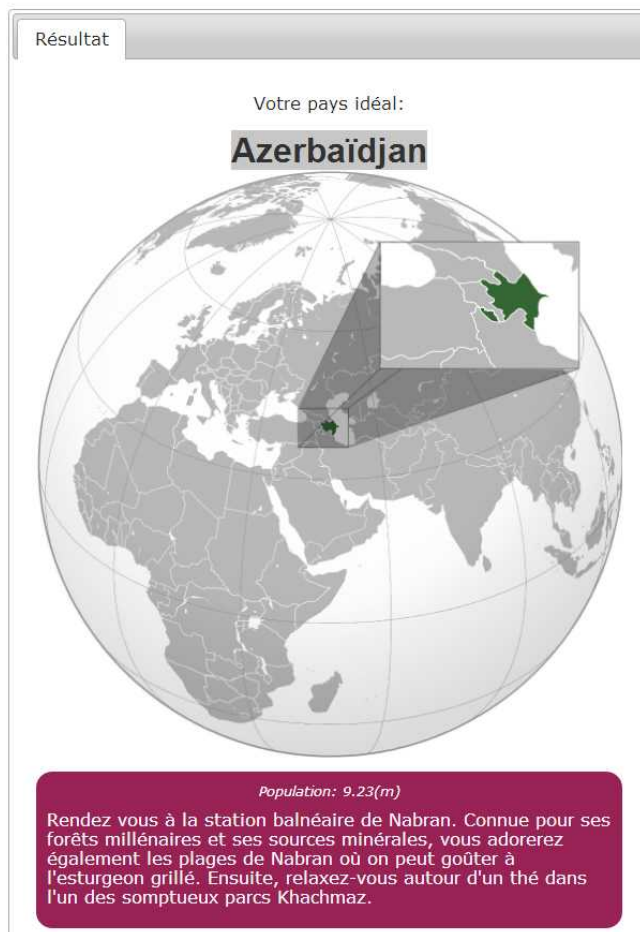 Résultat
Votre pays idéal:
Azerbaïdjan
Population: 9.23(m)
Rendez vous à la station balnéaire de Nabran. Connue pour ses
forêts millénaires et ses sources minérales, vous adorerez
également les plages de Nabran où on peut goûter à
l'esturgeon grillé. Ensuite, relaxez-vous autour d'un thé dans
l'un des somptueux parcs Khachmaz.